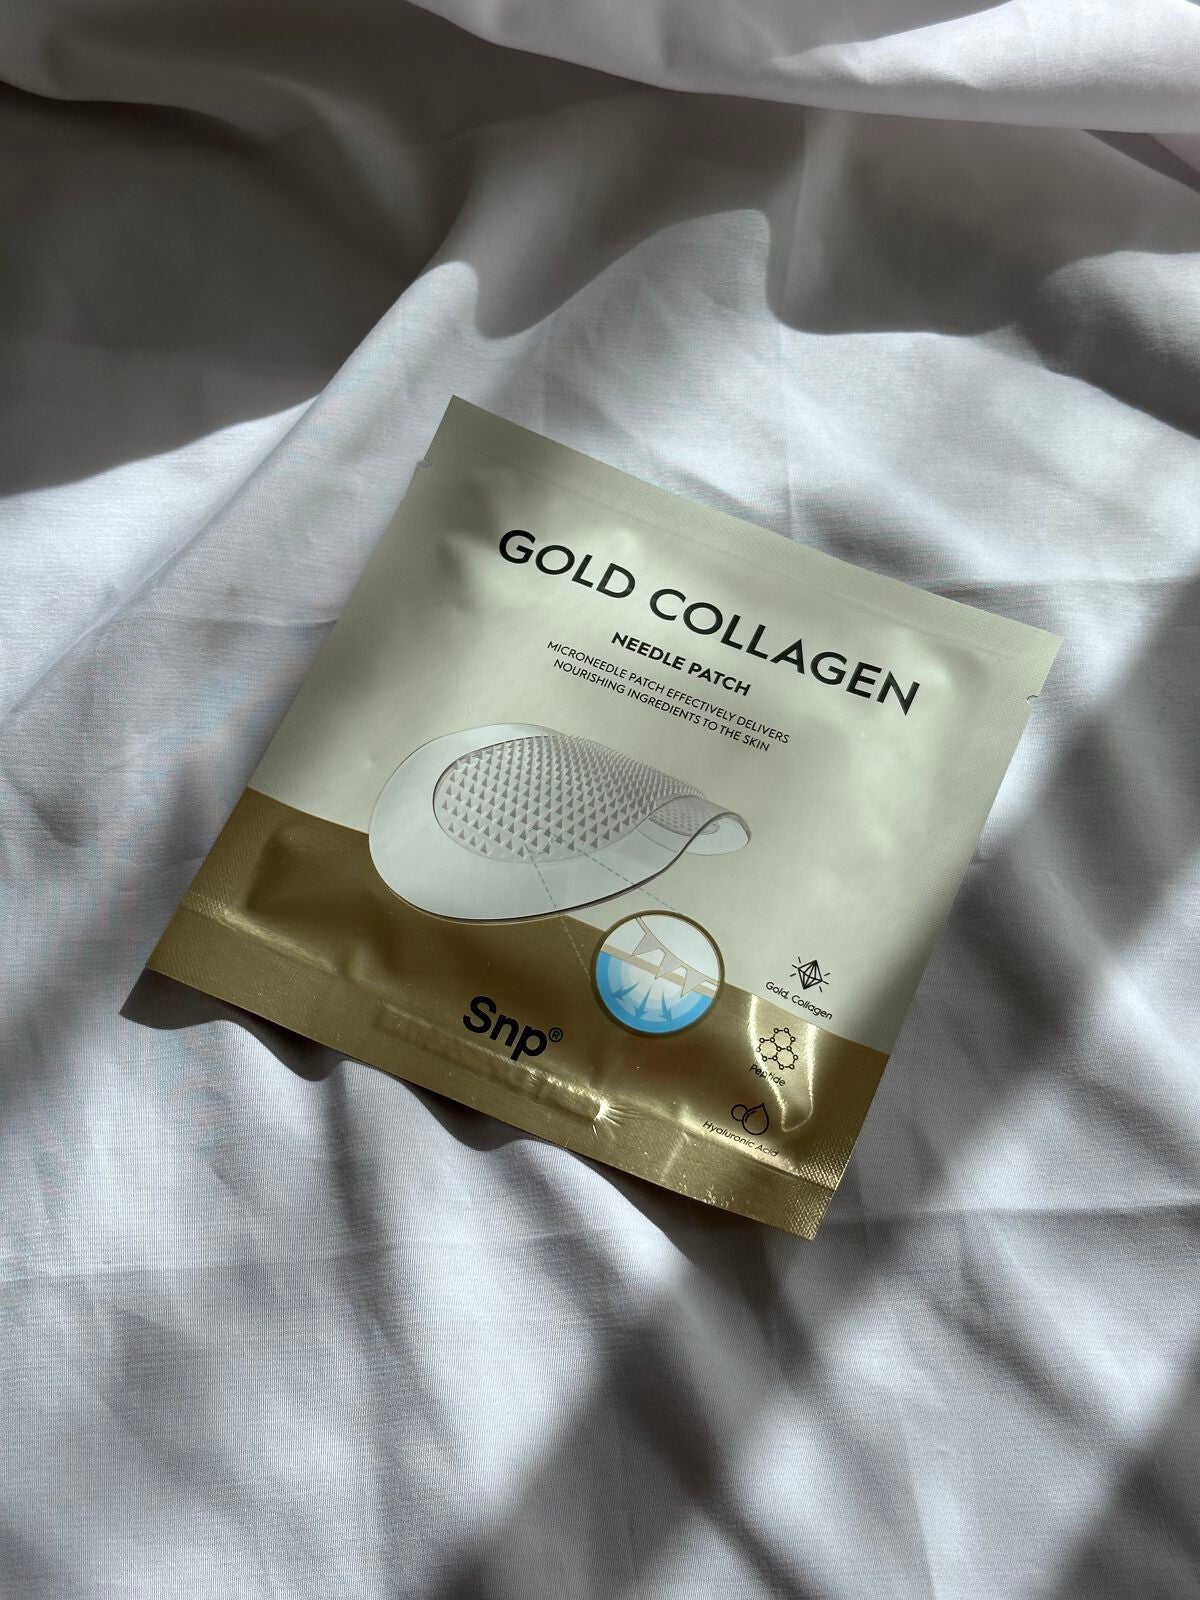 GOLD COLLAGEN
NEEDLE PATCH
MICRONEEDLE PATCH EFFECTIVELY DELIVERS
NOURISHING INGREDIENTS TO THE SKIN
Gold, Collagen
Peptide
Hyaluronic Acid
Snp®